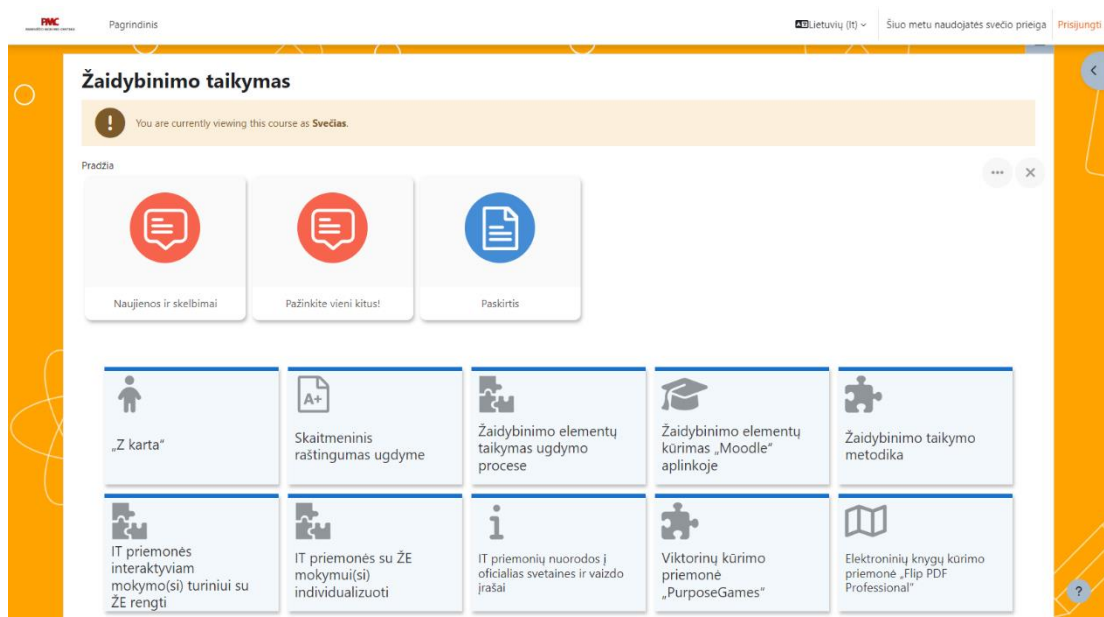 PMC
Pagrindinis
Lietuvių (lt)
Šiuo metu naudojatės svečio prieiga
Prisijungti
Žaidybinimo taikymas
You are currently viewing this course as Svečias.
Pradžia
Naujienos ir skelbimai
Pažinkite vieni kitus!
Paskirtis
„Z karta“
A+
Skaitmeninis
raštingumas ugdyme
Žaidybinimo elementų
taikymas ugdymo
procese
Žaidybinimo elementų
kūrimas „Moodle“
aplinkoje
Žaidybinimo taikymo
metodika
IT priemonės
interaktyviam
mokymo(si) turiniui su
ŽE rengti
IT priemonės su ŽE
mokymui(si)
individualizuoti
IT priemonių nuorodos į
oficialias svetaines ir vaizdo
įrašai
Viktorinų kūrimo
priemonė
„PurposeGames“
Elektroninių knygų kūrimo
priemonė „Flip PDF
Professional“
?